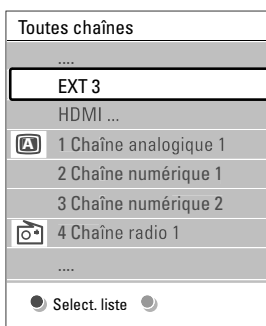 Toutes chaînes
....
EXT 3
HDMI ...
A 1 Chaîne analogique 1
2 Chaîne numérique 1
3 Chaîne numérique 2
4 Chaîne radio 1
....
Select. liste